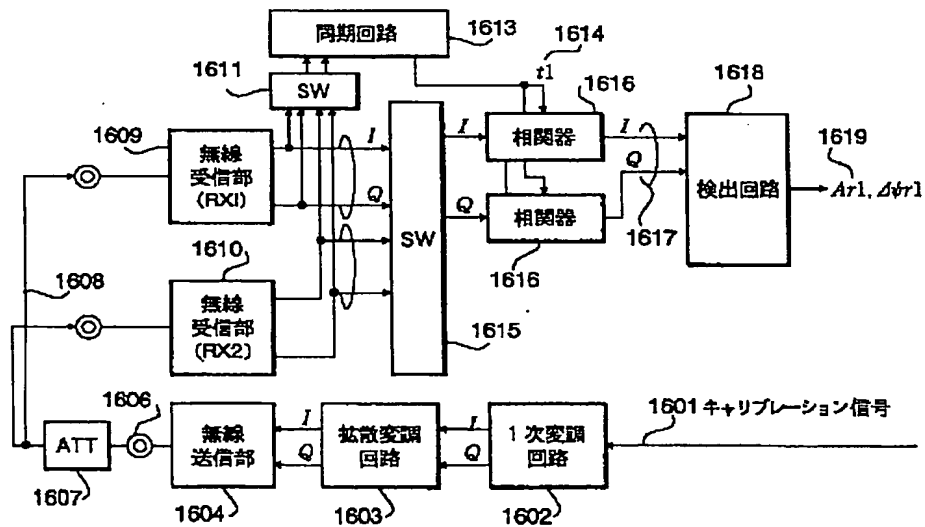 同期回路
1613
1614
1611
SW
t1
1616
1618
1609
無線
受信部
(RX1)
I
Q
SW
I
相関器
I
Q
検出回路
1619
Ar1, Δψr1
Q
相関器
1617
1616
1608
1610
無線
受信部
(RX2)
1615
1606
ATT
1607
無線
送信部
1604
I
Q
拡散変調
回路
1603
I
Q
1次変調
回路
1602
1601 キャリブレーション信号